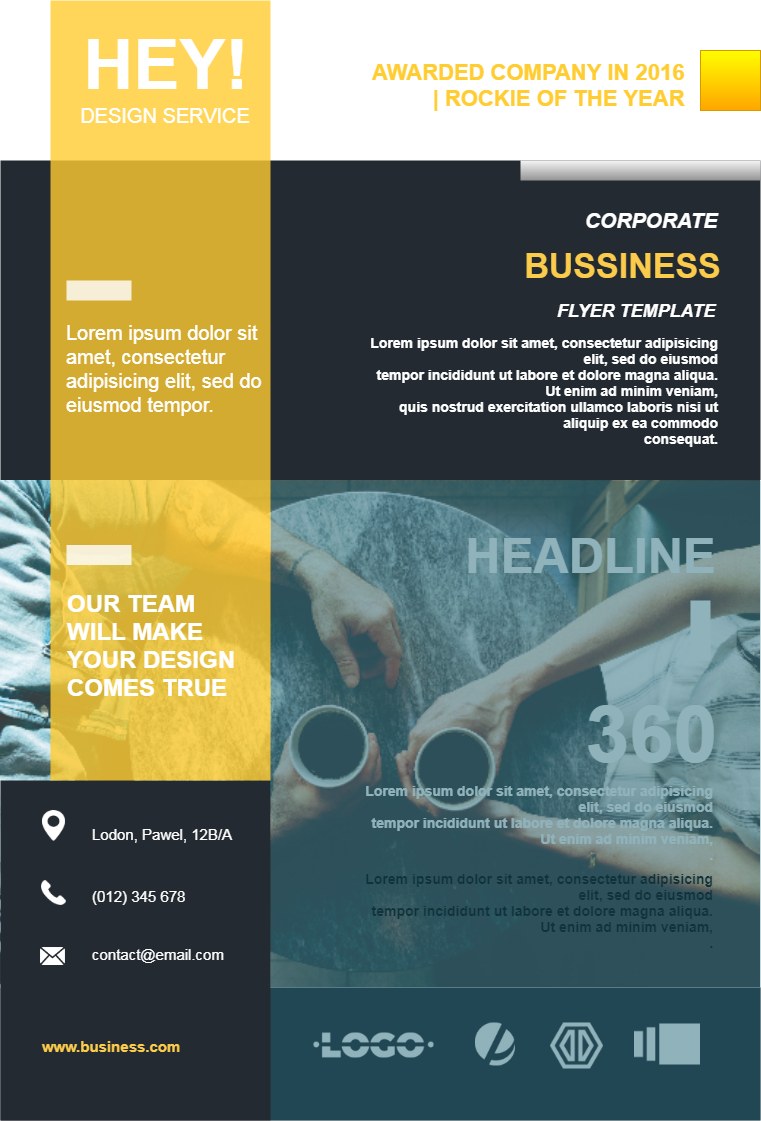 HEY!
DESIGN SERVICE
AWARDED COMPANY IN 2016
| ROCKIE OF THE YEAR
CORPORATE
BUSSINESS
FLYER TEMPLATE
Lorem ipsum dolor sit amet, consectetur adipisicing
elit, sed do eiusmod
tempor incididunt ut labore et dolore magna aliqua.
Ut enim ad minim veniam,
quis nostrud exercitation ullamco laboris nisi ut
aliquip ex ea commodo
consequat.
Lorem ipsum dolor sit
amet, consectetur
adipisicing elit, sed do
eiusmod tempor.
OUR TEAM
WILL MAKE
YOUR DESIGN
COMES TRUE
HEADLINE
360
Lorem ipsum dolor sit amet, consectetur adipisicing
elit, sed do eiusmod
tempor incididunt ut labore et dolore magna aliqua.
Ut enim ad minim veniam,
.
Lorem ipsum dolor sit amet, consectetur adipisicing
elit, sed do eiusmod
tempor incididunt ut labore et dolore magna aliqua.
Ut enim ad minim veniam,
.
Lodon, Pawel, 12B/A
(012) 345 678
contact@email.com
www.business.com
·LOGO·